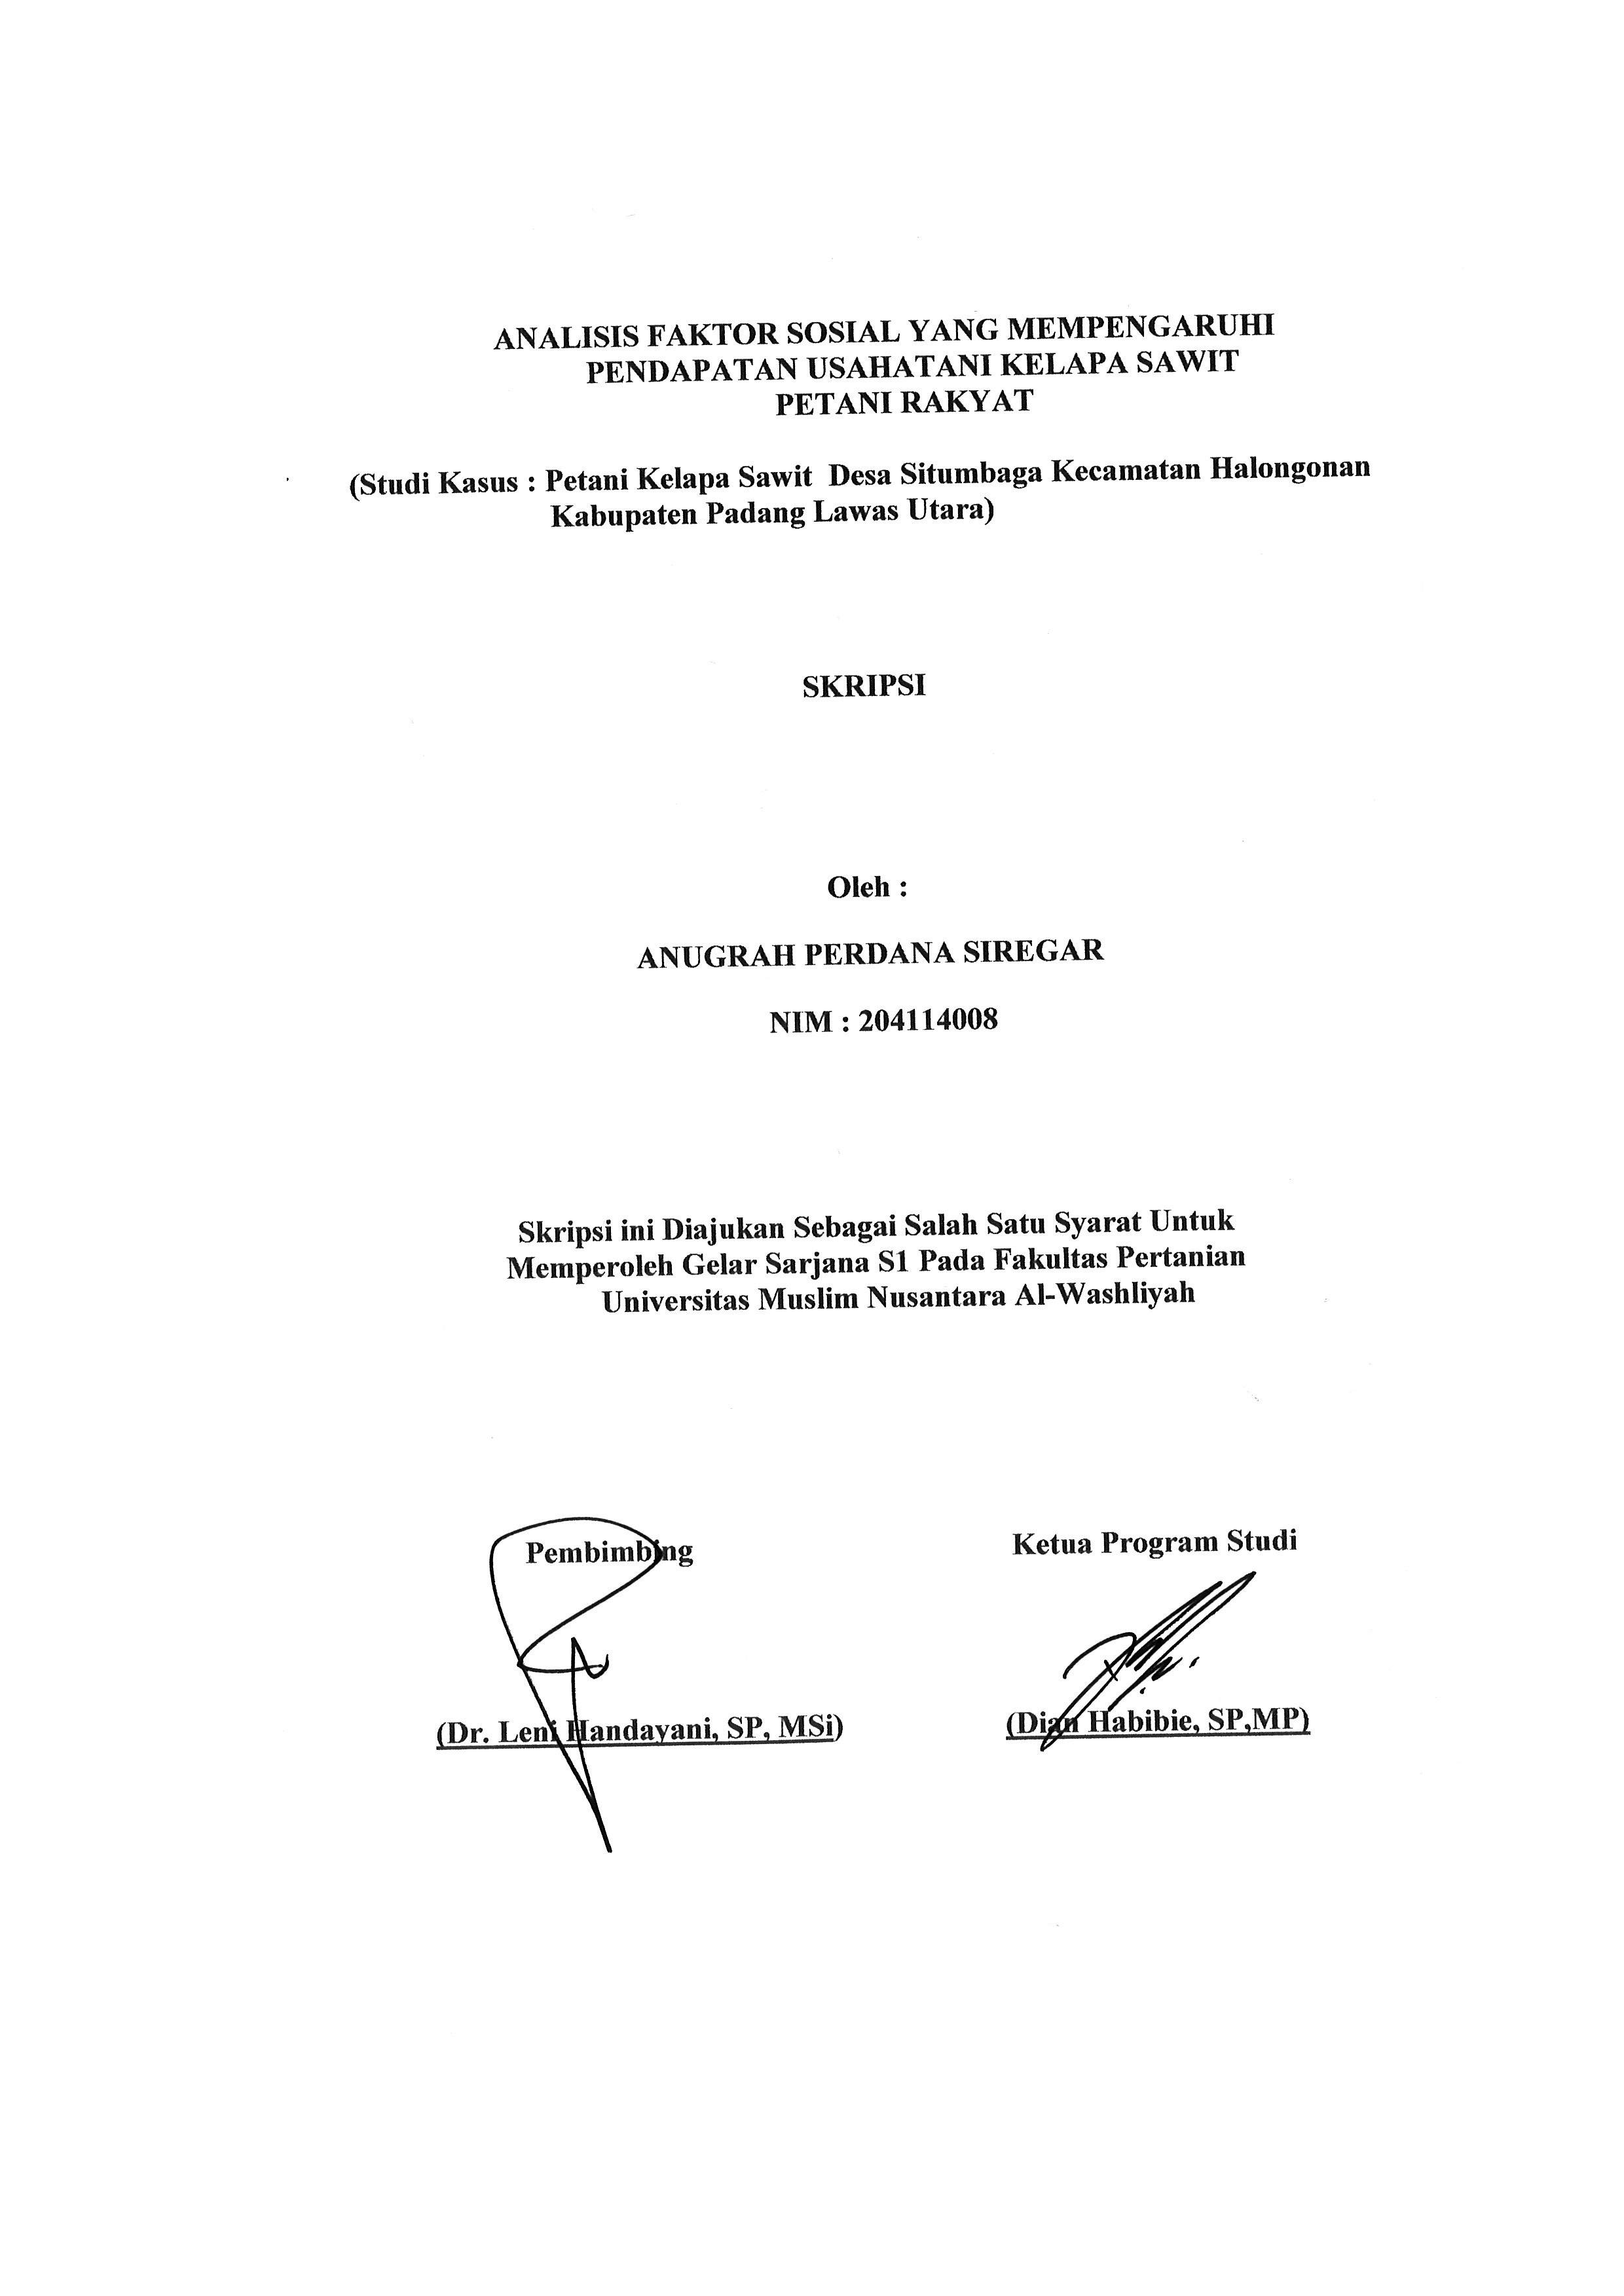 ANALISIS FAKTOR SOSIAL YANG MEMPENGARUHI
PENDAPATAN USAHATANI KELAPA SAWIT
PETANI RAKYAT
(Studi Kasus : Petani Kelapa Sawit Desa Situmbaga Kecamatan Halongonan
Kabupaten Padang Lawas Utara)
SKRIPSI
Oleh :
ANUGRAH PERDANA SIREGAR
NIM : 204114008
Skripsi ini Diajukan Sebagai Salah Satu Syarat Untuk
Memperoleh Gelar Sarjana S1 Pada Fakultas Pertanian
Universitas Muslim Nusantara Al-Washliyah
Pembimbing
Ketua Program Studi
(Dr. Leni Handayani, SP, MSi)
(Dian Habibie, SP,MP)